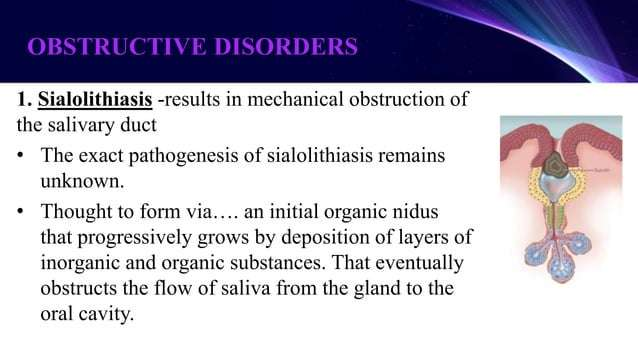 OBSTRUCTIVE DISORDERS
1. Sialolithiasis -results in mechanical obstruction of
the salivary duct
• The exact pathogenesis of sialolithiasis remains
unknown.
• Thought to form via…. an initial organic nidus
that progressively grows by deposition of layers of
inorganic and organic substances. That eventually
obstructs the flow of saliva from the gland to the
oral cavity.